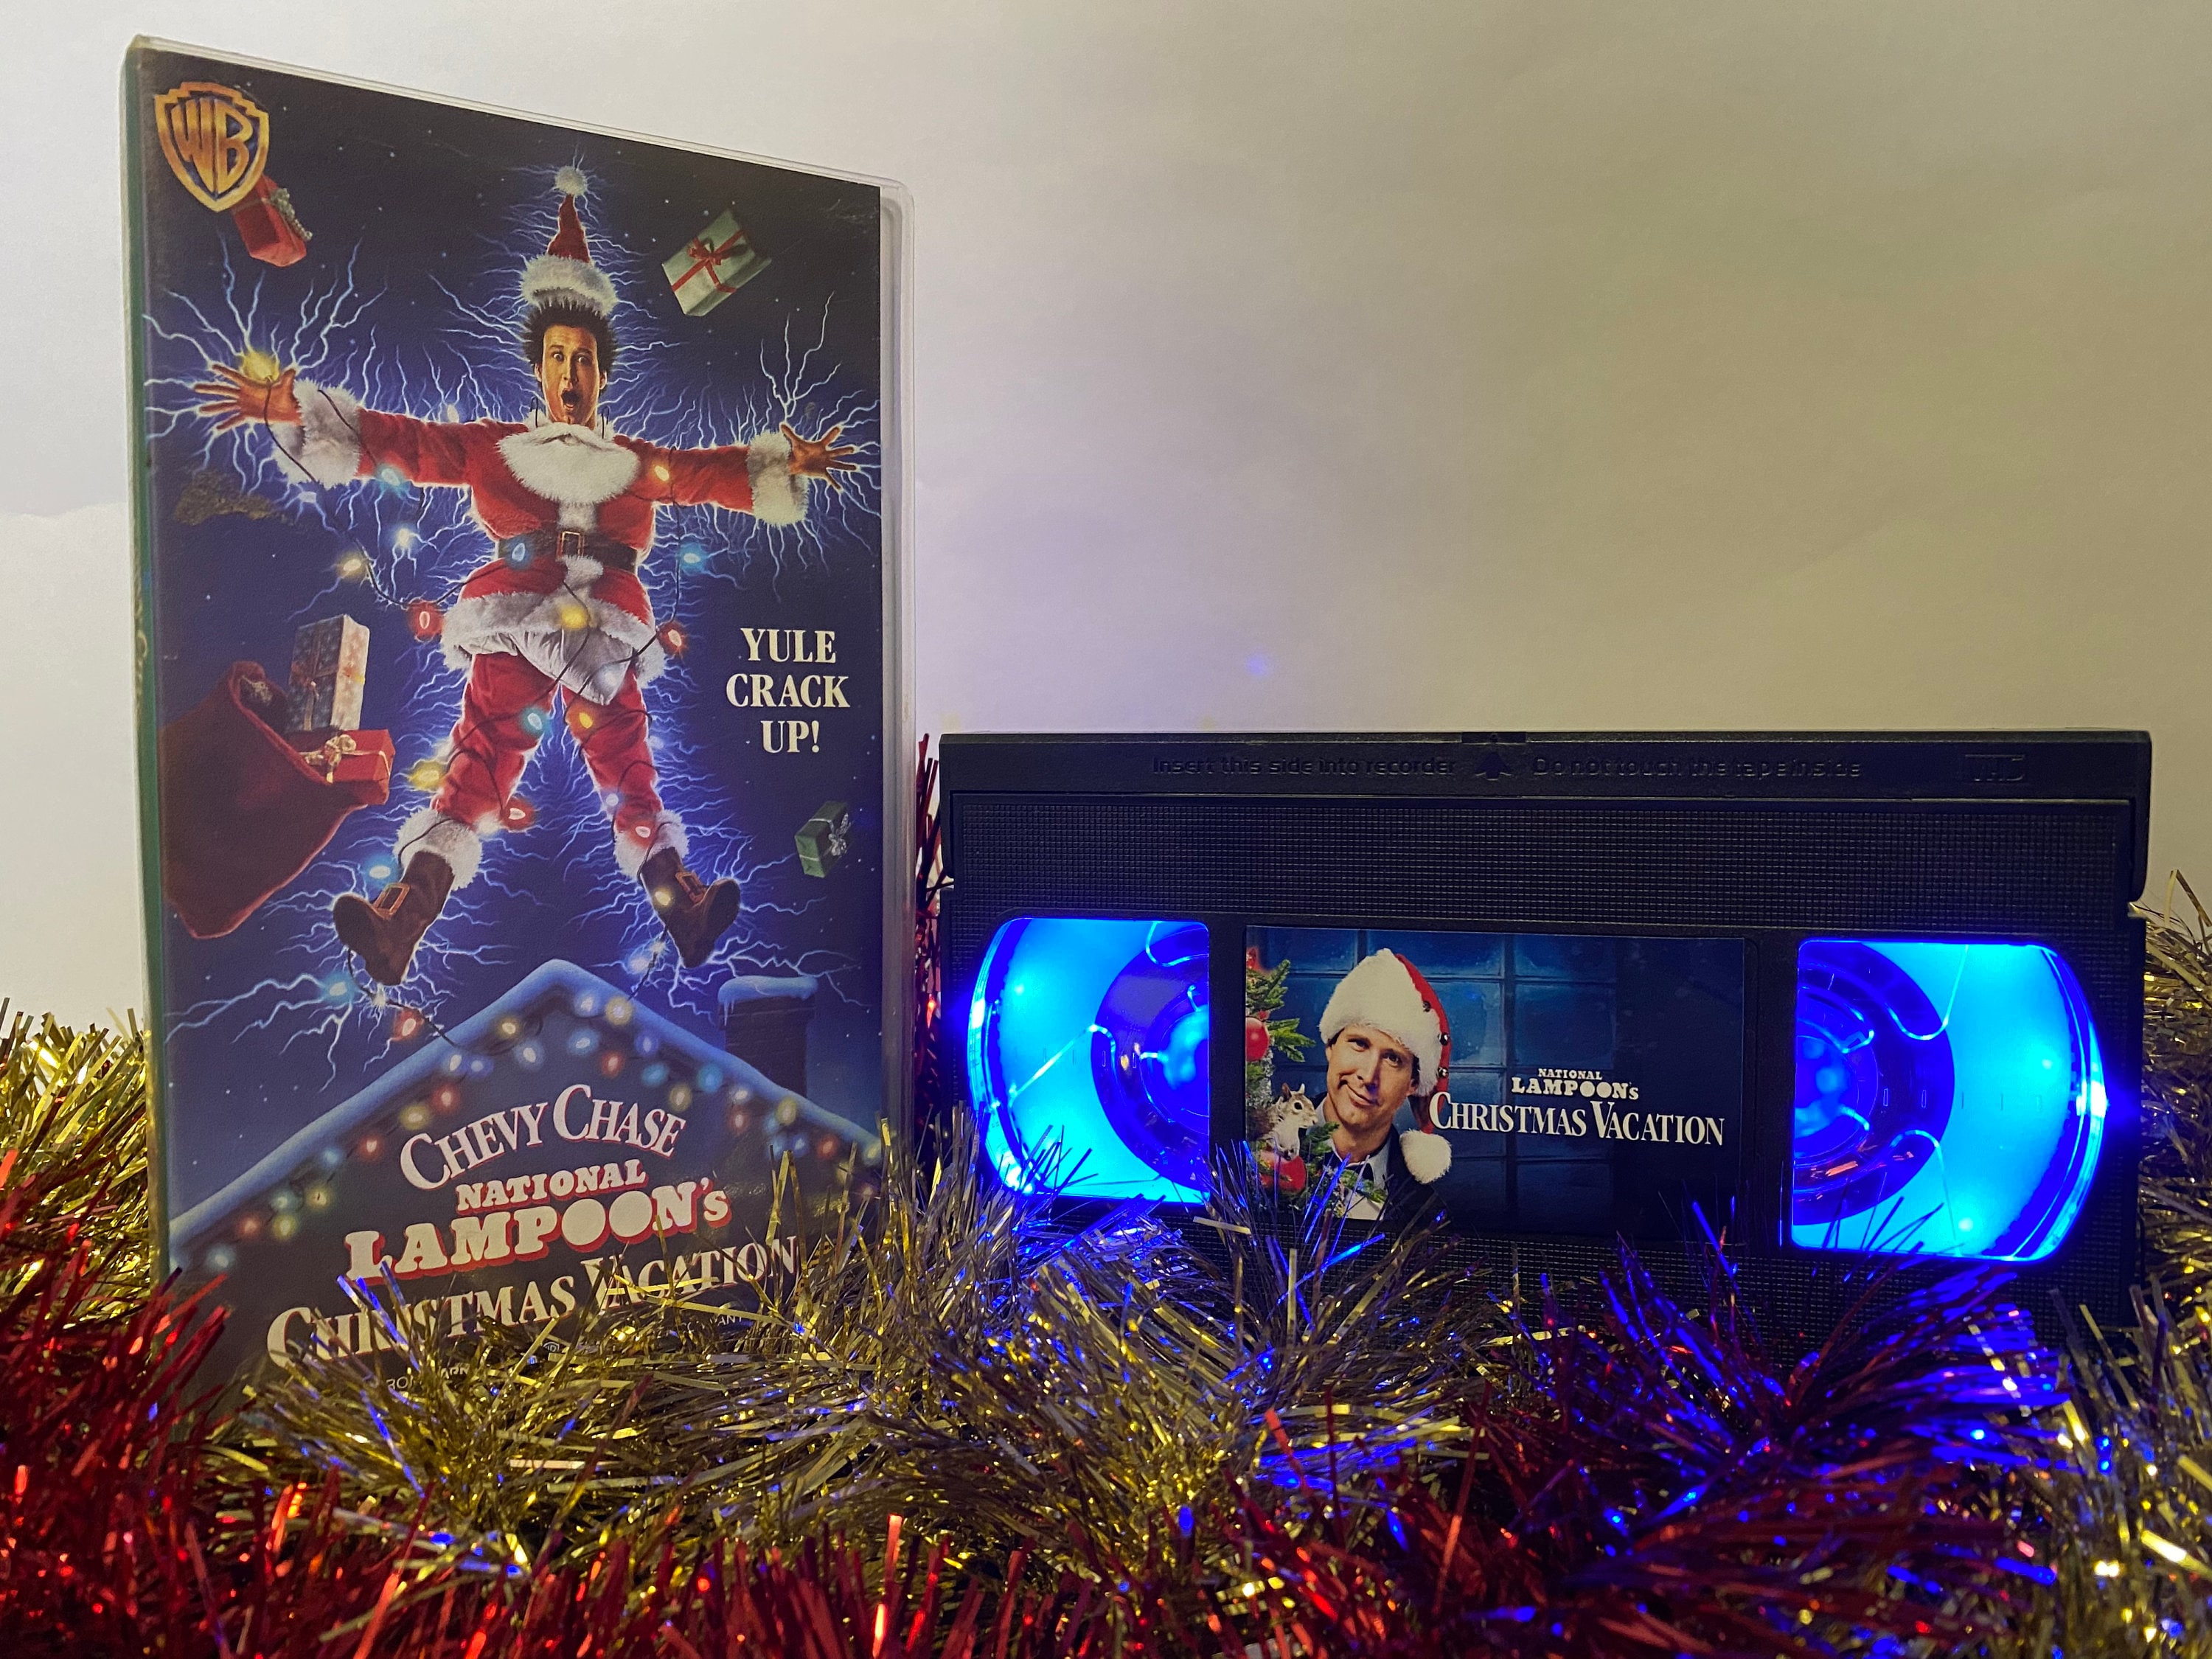 WB
YULE
CRACK
UP!
CHEVY CHASE
NATIONAL
LAMPOON'S
CHRISTMAS VACATION
Insert this side into recorder
Do not touch the tape inside
VHS
NATIONAL
LAMPOON'S
CHRISTMAS VACATION